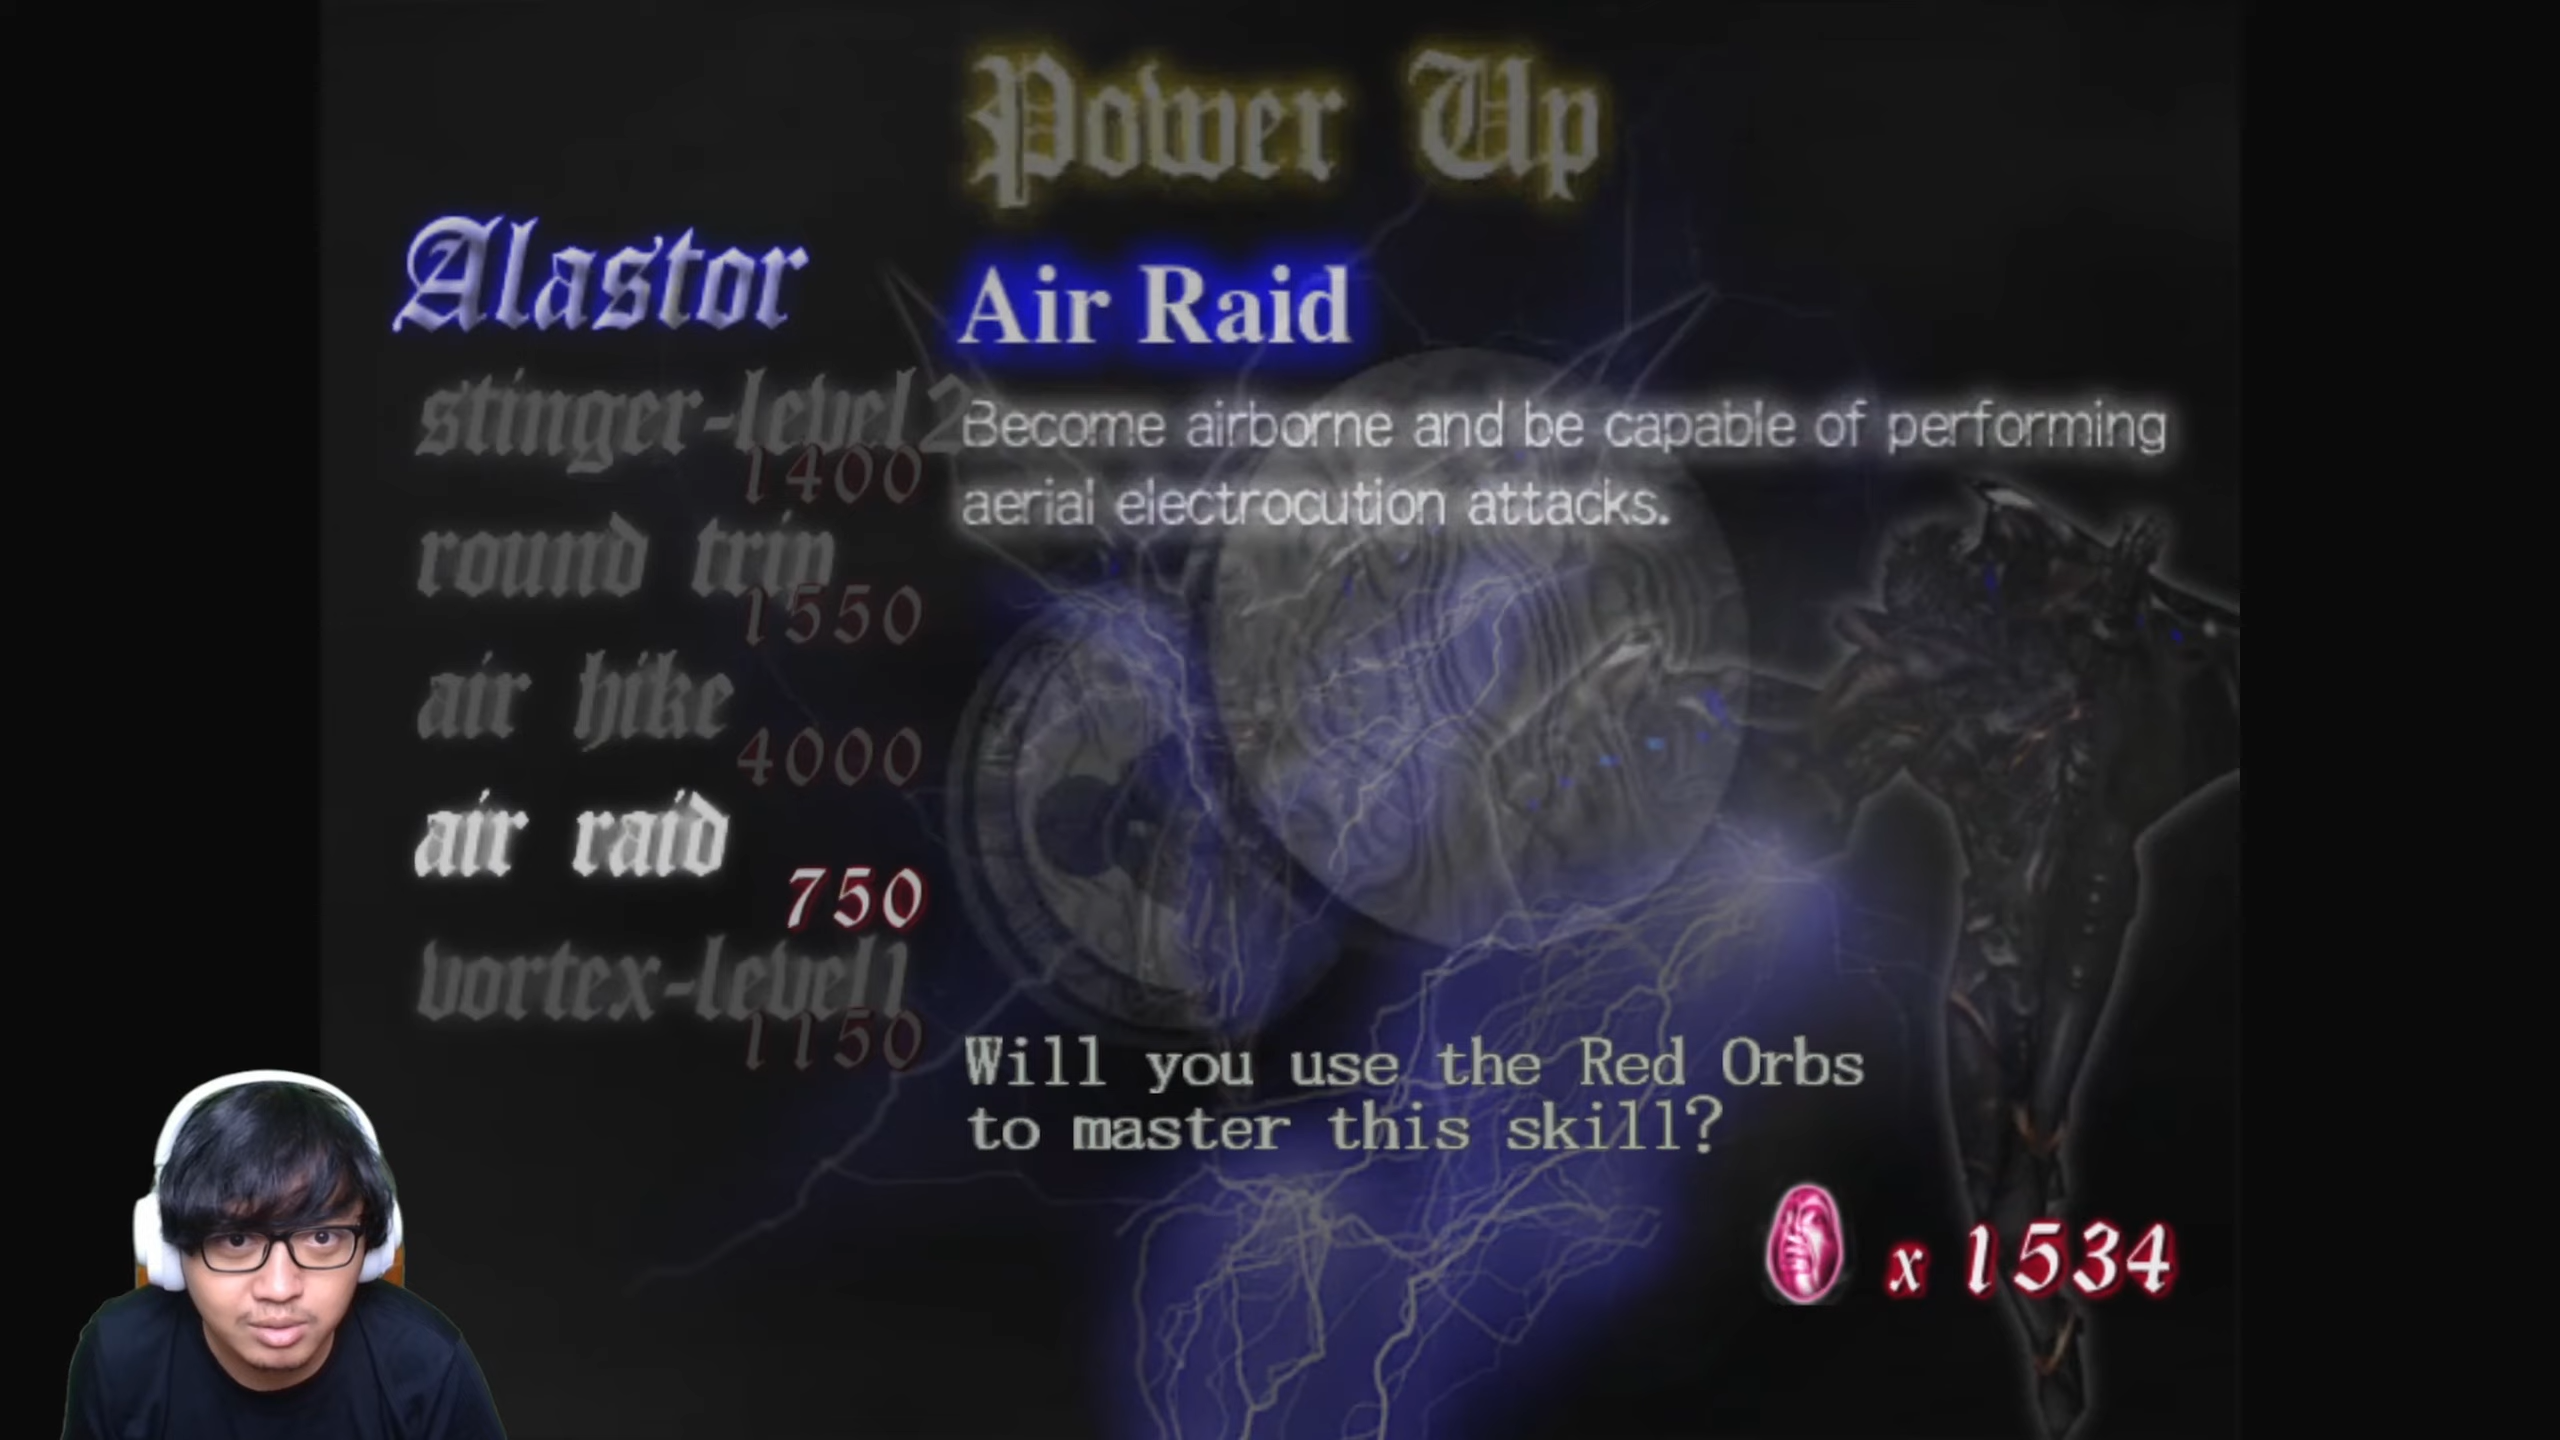 Power Up
Alastor
stinger-level2
1400
round trip
1550
air hike
4000
air raid
750
vortex-level1
1150
Air Raid
Become airborne and be capable of performing
aerial electrocution attacks.
Will you use the Red Orbs
to master this skill?
x 1534